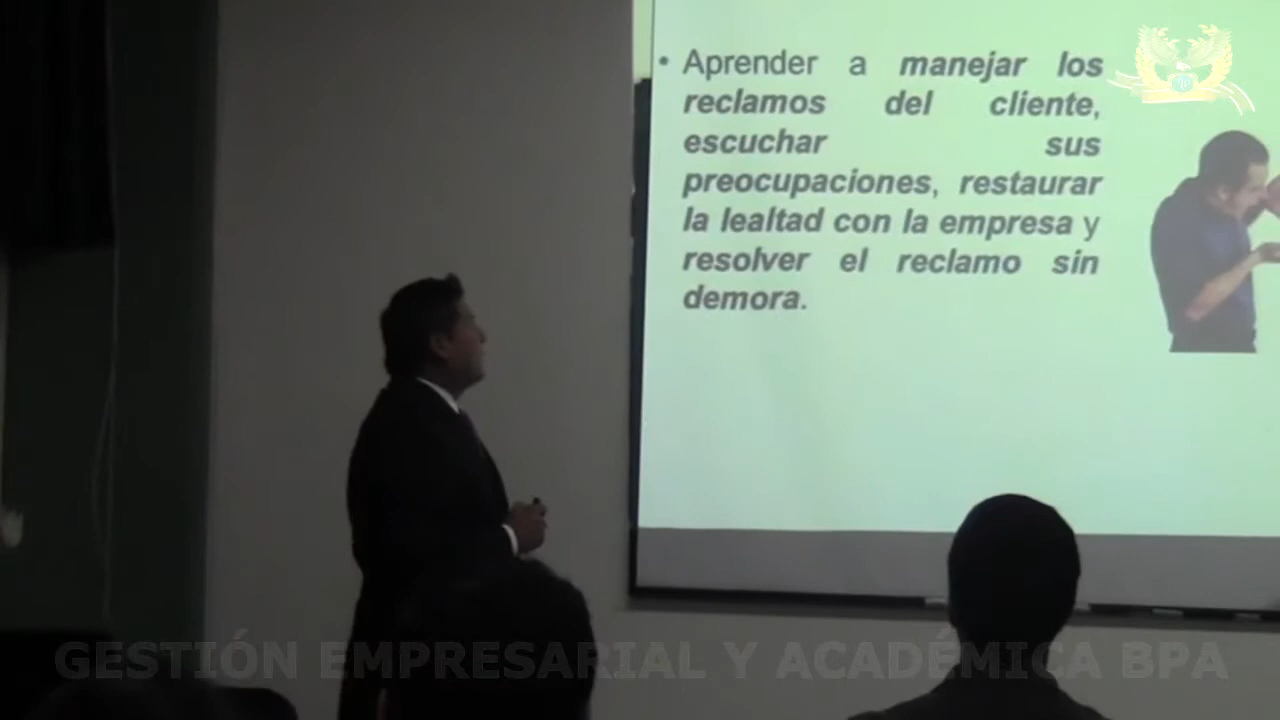 • Aprender a manejar los
reclamos del cliente,
escuchar sus
preocupaciones, restaurar
la lealtad con la empresa y
resolver el reclamo sin
demora.
GESTIÓN EMPRESARIAL Y ACADÉMICA BPA